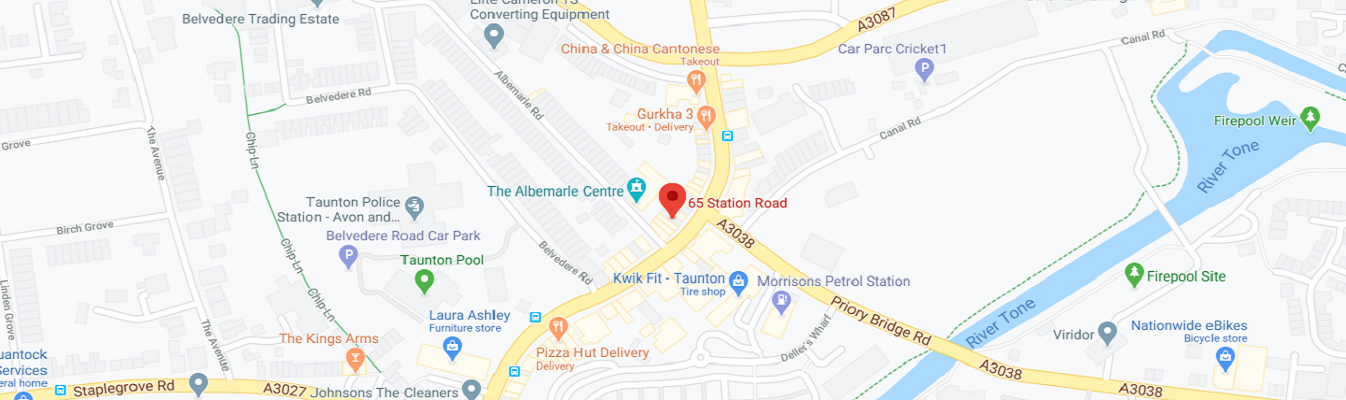 Belvedere Trading Estate
Converting Equipment
A3087
China & China Cantonese
Takeout
Car Parc Cricket1
Canal Rd
Albemarle Rd
Belvedere Rd
Gurkha 3
Takeout • Delivery
Canal Rd
Firepool Weir
The Avenue
Grove
Chip Ln
River Tone
The Albemarle Centre
65 Station Road
Taunton Police
Station - Avon and...
Birch Grove
Belvedere Road Car Park
A3038
Taunton Pool
Belvedere Rd
Chip Ln
Kwik Fit - Taunton
Tire shop
Morrisons Petrol Station
Firepool Site
Linden Grove
Chip Ln
Laura Ashley
Furniture store
Priory Bridge Rd
River Tone
Viridor
Nationwide eBikes
Bicycle store
The Avenue
The Kings Arms
Pizza Hut Delivery
Delivery
Deller's Wharf
uantock
Services
eral home
Staplegrove Rd
A3027
Johnsons The Cleaners
A3038
A3038